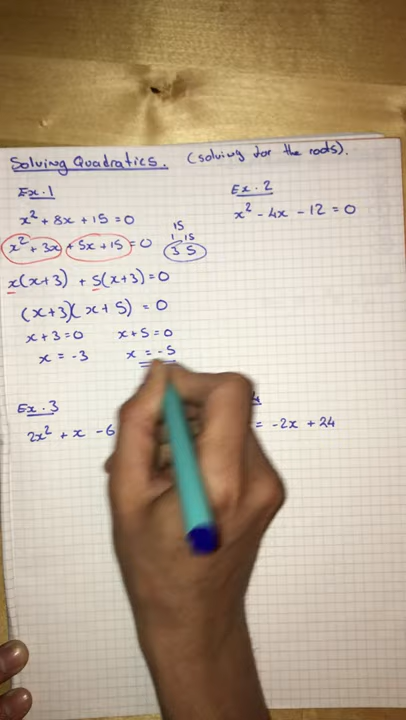 Solving Quadratics. (solving for the roots).
Ex.1
x² + 8x + 15 = 0
15
1 15
3 5
x² + 3x + 5x + 15 = 0
x(x+3) + 5(x+3) = 0
(x+3)(x+5) = 0
x+3=0 x+5=0
x = -3 x = -5
Ex.2
x² - 4x - 12 = 0
Ex.3
2x² + x - 6
4
= -2x + 24